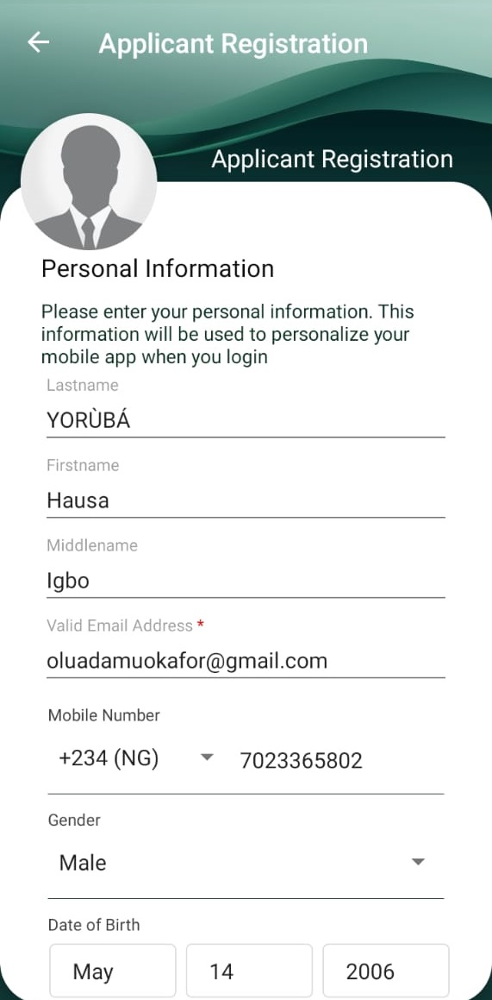 Applicant Registration
Applicant Registration
Personal Information
Please enter your personal information. This
information will be used to personalize your
mobile app when you login
Lastname
YORÙBÁ
Firstname
Hausa
Middlename
Igbo
Valid Email Address *
oluadamuokafor@gmail.com
Mobile Number
+234 (NG) 7023365802
Gender
Male
Date of Birth
May 14 2006